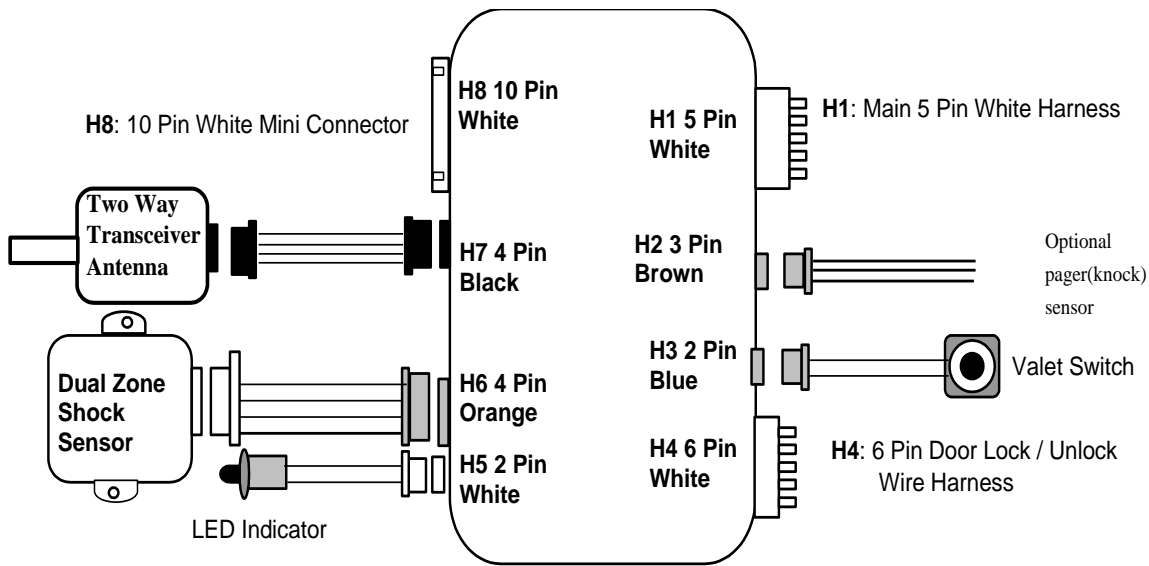 H8: 10 Pin White Mini Connector
H8 10 Pin
White
H1 5 Pin
White
H1: Main 5 Pin White Harness
Two Way
Transceiver
Antenna
H7 4 Pin
Black
H2 3 Pin
Brown
Optional
pager(knock)
sensor
Dual Zone
Shock
Sensor
H6 4 Pin
Orange
H3 2 Pin
Blue
Valet Switch
LED Indicator
H5 2 Pin
White
H4 6 Pin
White
H4: 6 Pin Door Lock / Unlock
Wire Harness